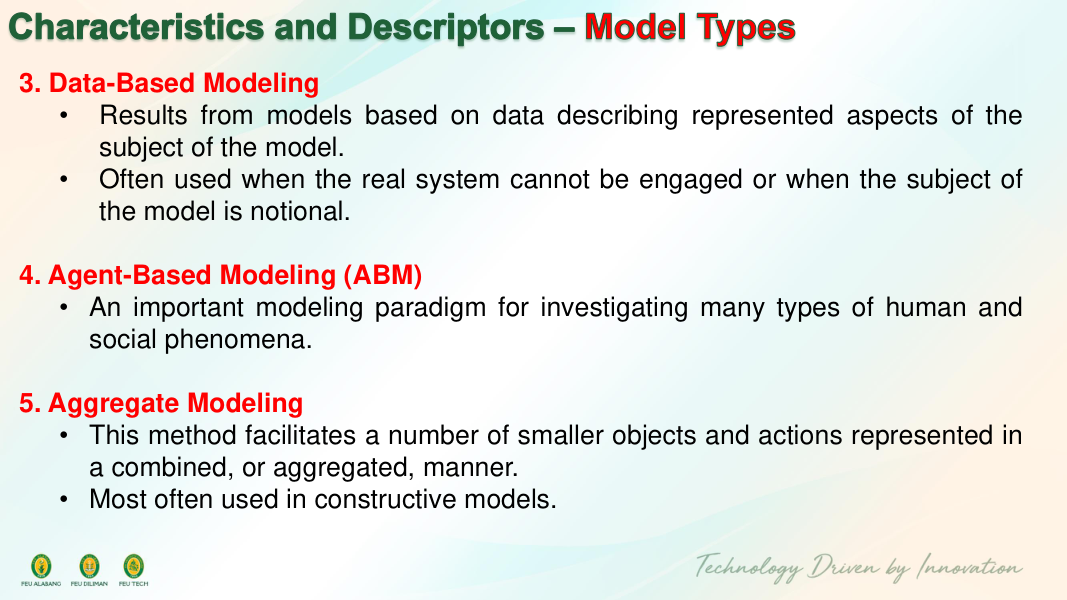 Characteristics and Descriptors – Model Types
3. Data-Based Modeling
• Results from models based on data describing represented aspects of the
subject of the model.
• Often used when the real system cannot be engaged or when the subject of
the model is notional.
4. Agent-Based Modeling (ABM)
• An important modeling paradigm for investigating many types of human and
social phenomena.
5. Aggregate Modeling
• This method facilitates a number of smaller objects and actions represented in
a combined, or aggregated, manner.
• Most often used in constructive models.
FEU ALABANG FEU DILIMAN FEU TECH
Technology Driven by Innovation